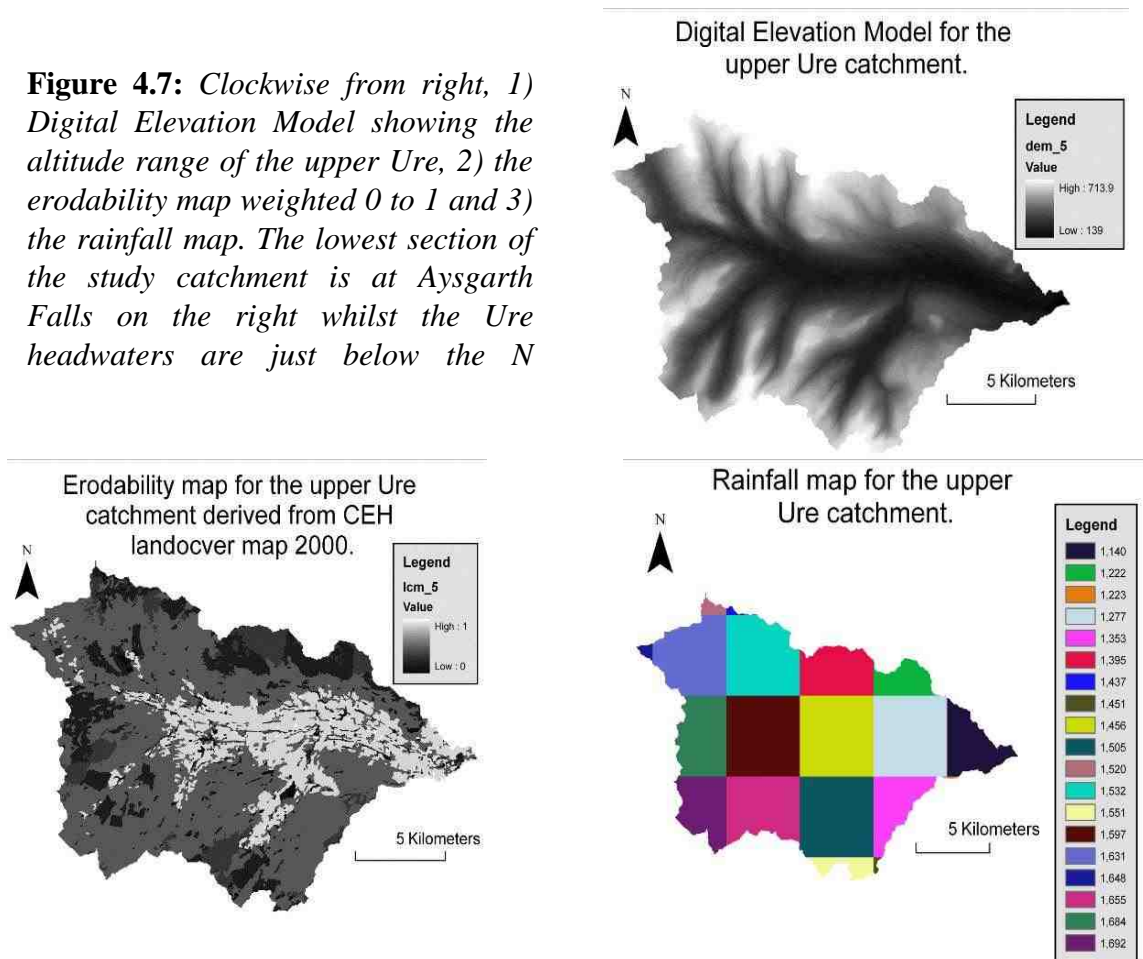 Figure 4.7: Clockwise from right, 1)
Digital Elevation Model showing the
altitude range of the upper Ure, 2) the
erodability map weighted 0 to 1 and 3)
the rainfall map. The lowest section of
the study catchment is at Aysgarth
Falls on the right whilst the Ure
headwaters are just below the N
Digital Elevation Model for the
upper Ure catchment.
N
Legend
dem_5
Value
High : 713.9
Low : 139
5 Kilometers
Erodability map for the upper Ure
catchment derived from CEH
landocver map 2000.
N
Legend
lcm_5
Value
High : 1
Low : 0
5 Kilometers
Rainfall map for the upper
Ure catchment.
N
Legend
1,140
1,222
1,223
1,277
1,353
1,395
1,437
1,451
1,456
1,505
1,520
1,532
1,551
1,597
1,631
1,648
1,655
1,684
1,692
5 Kilometers